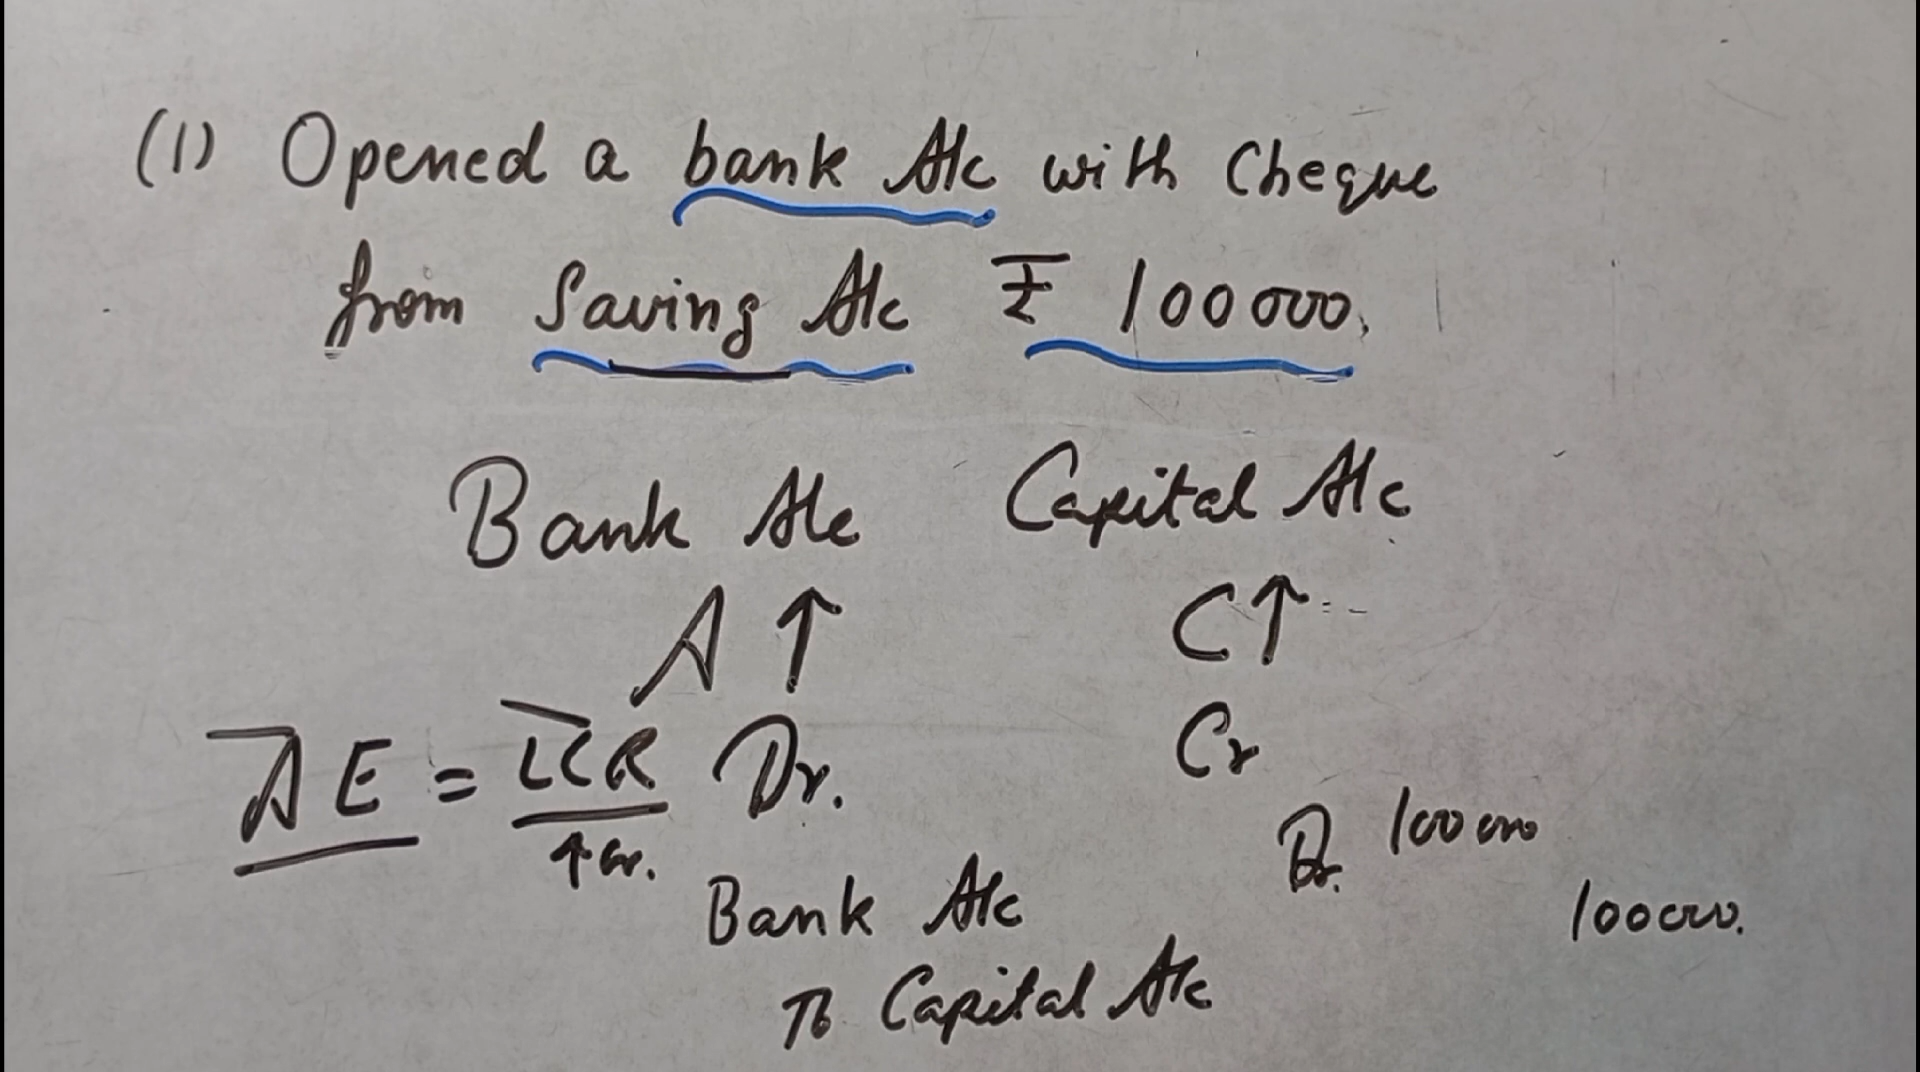 (1) Opened a bank A/c with Cheque
from Saving A/c ₹ 100000.
Bank A/c Capital A/c
A ↑ C ↑
A E = LCR Dr. Cr
↑ Cr.
Bank A/c Dr. 100000
To Capital A/c 100000.